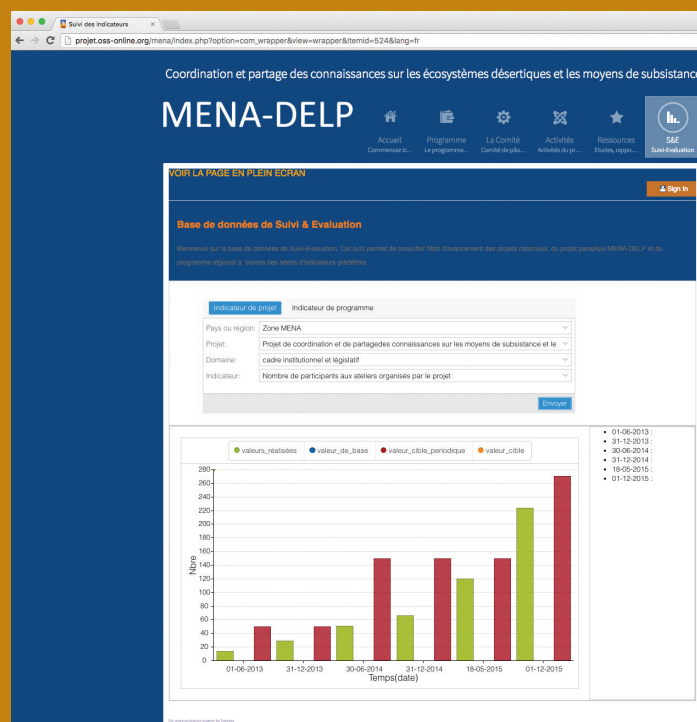 Suivi des Indicateurs ×
projet.oss-online.org/mena/index.php?option=com_wrapper&view=wrapper&Itemid=524&lang=fr
Coordination et partage des connaissances sur les écosystèmes désertiques et les moyens de subsistanc
MENA-DELP
Accueil Programme Le Comité Activités Ressources S&E
Commencez ic... Le programme... Comité de pilo... Activités du pr... Etudes, rappo... Suivi-Evaluation
VOIR LA PAGE EN PLEIN ECRAN
Sign In
Base de données de Suivi & Evaluation
Bienvenue sur la base de données de Suivi-Evaluation. Cet outil permet de consulter l'état d'avancement des projets nationaux, du projet parapluie MENA-DELP et du
programme régional à travers des séries d'indicateurs prédéfinis
Indicateur de projet Indicateur de programme
Pays ou région: Zone MENA
Projet: Projet de coordination et de partagedes connaissances sur les moyens de subsistance et le
Domaine: cadre institutionnel et législatif
Indicateur: Nombre de participants aux ateliers organisés par le projet
Envoyer
valeurs_réalisées valeur_de_base valeur_cible_periodique valeur_cible
280
260
240
220
200
180
160
140
120
100
80
60
40
20
0
Nbre
01-06-2013 31-12-2013 30-06-2014 31-12-2014 18-05-2015 01-12-2015
Temps(date)
• 01-06-2013 :
• 31-12-2013 :
• 30-06-2014 :
• 31-12-2014 :
• 18-05-2015 :
• 01-12-2015 :